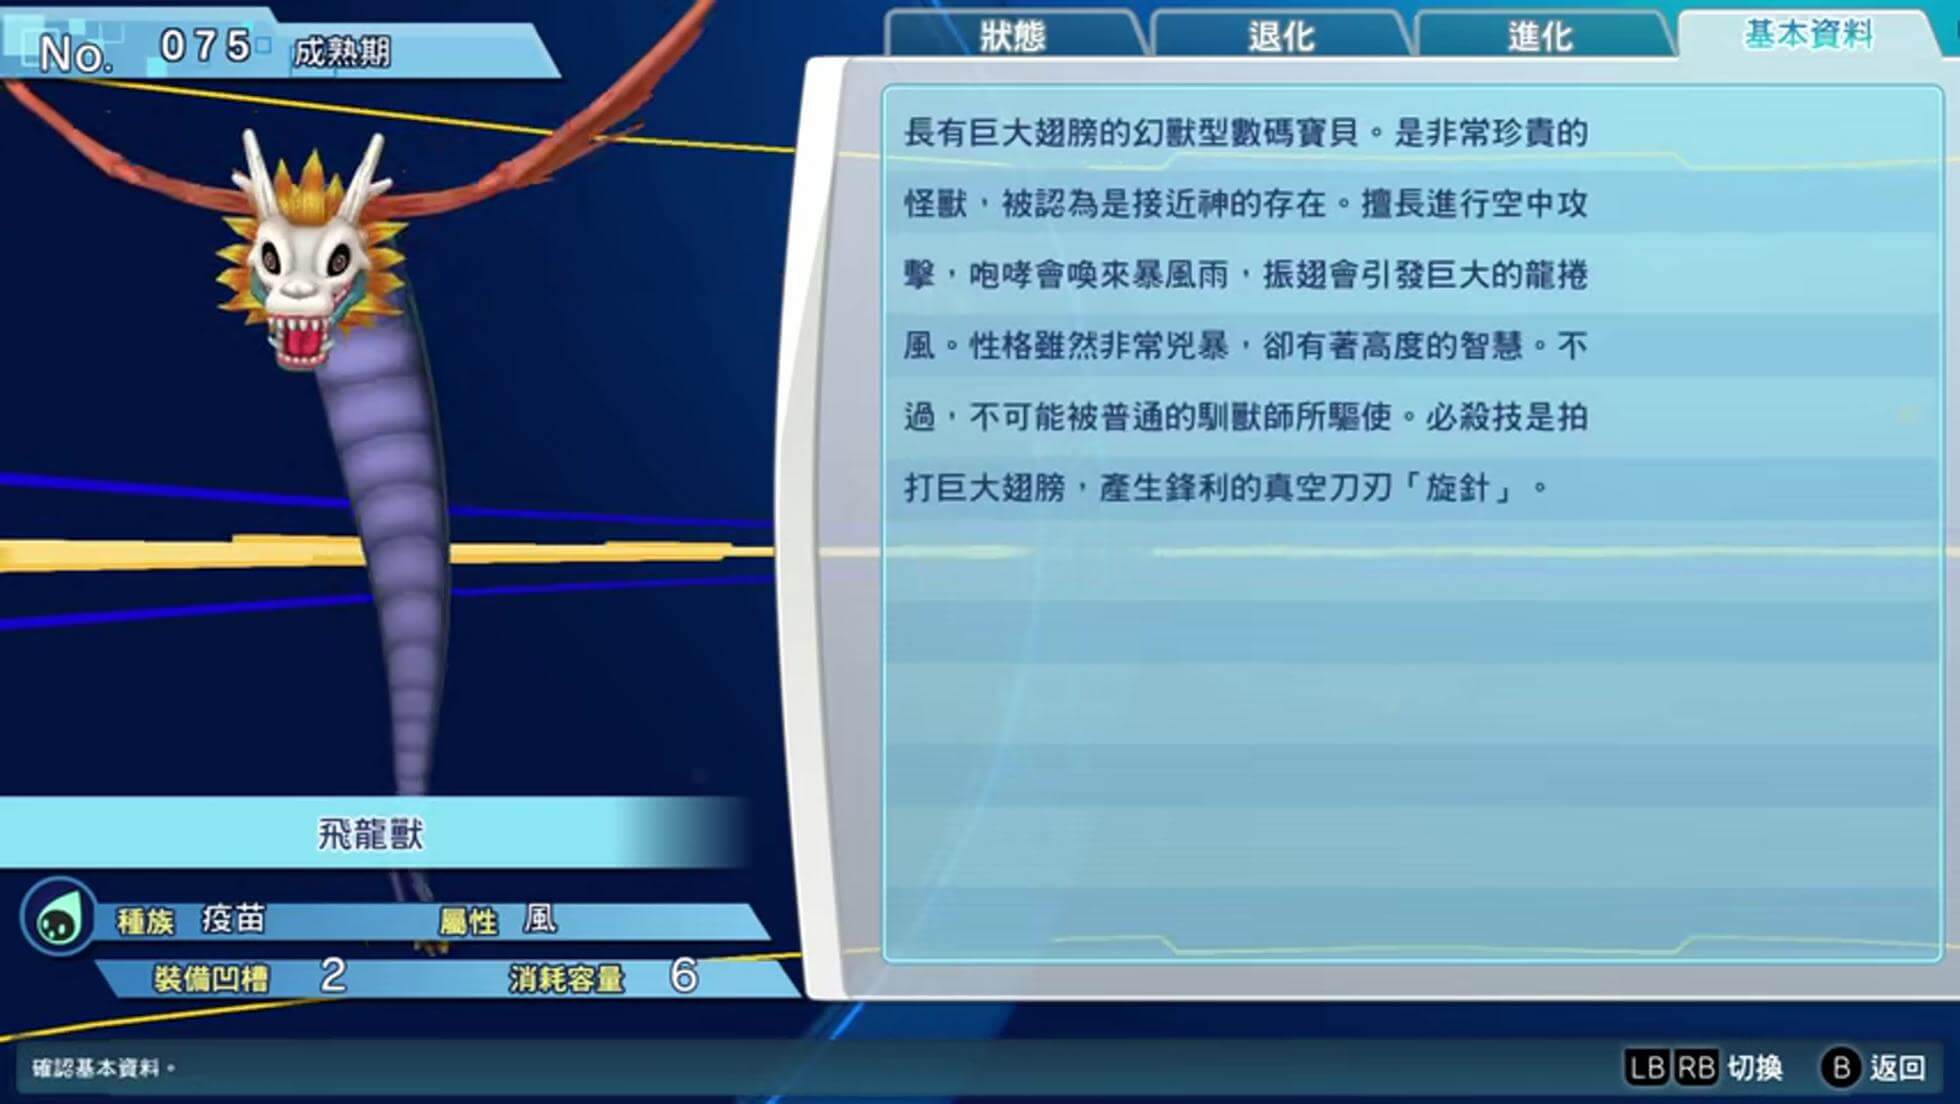 No. 075 成熟期
狀態 退化 進化 基本資料
長有巨大翅膀的幻獸型數碼寶貝。是非常珍貴的
怪獸，被認為是接近神的存在。擅長進行空中攻
擊，咆哮會喚來暴風雨，振翅會引發巨大的龍捲
風。性格雖然非常兇暴，卻有著高度的智慧。不
過，不可能被普通的馴獸師所驅使。必殺技是拍
打巨大翅膀，產生鋒利的真空刀刃「旋針」。
飛龍獸
種族 疫苗 屬性 風
裝備凹槽 2 消耗容量 6
確認基本資料。
LB RB 切換 B 返回